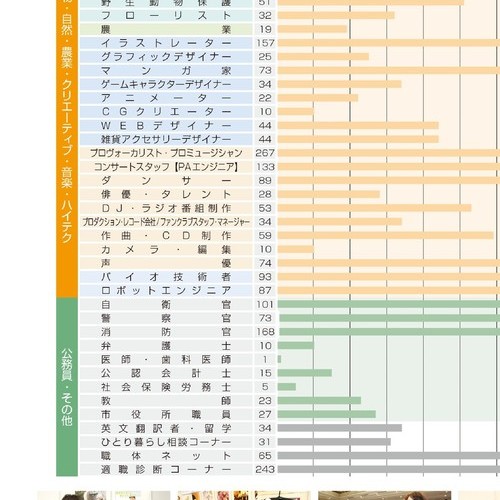 物・自然・農業・クリエーティブ・音楽・ハイテク
野生動物保護 51
フローリスト 32
農業 19
イラストレーター 157
グラフィックデザイナー 25
マンガ家 73
ゲームキャラクターデザイナー 34
アニメーター 22
CGクリエーター 10
WEBデザイナー 44
雑貨アクセサリーデザイナー 44
プロヴォーカリスト・プロミュージシャン 267
コンサートスタッフ【PAエンジニア】 133
ダンサー 89
俳優・タレント 28
DJ・ラジオ番組制作 53
プロダクション・レコード会社/ファンクラブスタッフ・マネージャー 34
作曲・CD制作 59
カメラ・編集 10
声優 74
バイオ技術者 93
ロボットエンジニア 87
公務員・その他
自衛官 101
警察官 73
消防官 168
弁護士 10
医師・歯科医師 1
公認会計士 15
社会保険労務士 5
教師 23
市役所職員 27
英文翻訳者・留学 34
ひとり暮らし相談コーナー 31
職体ネット 65
適職診断コーナー 243